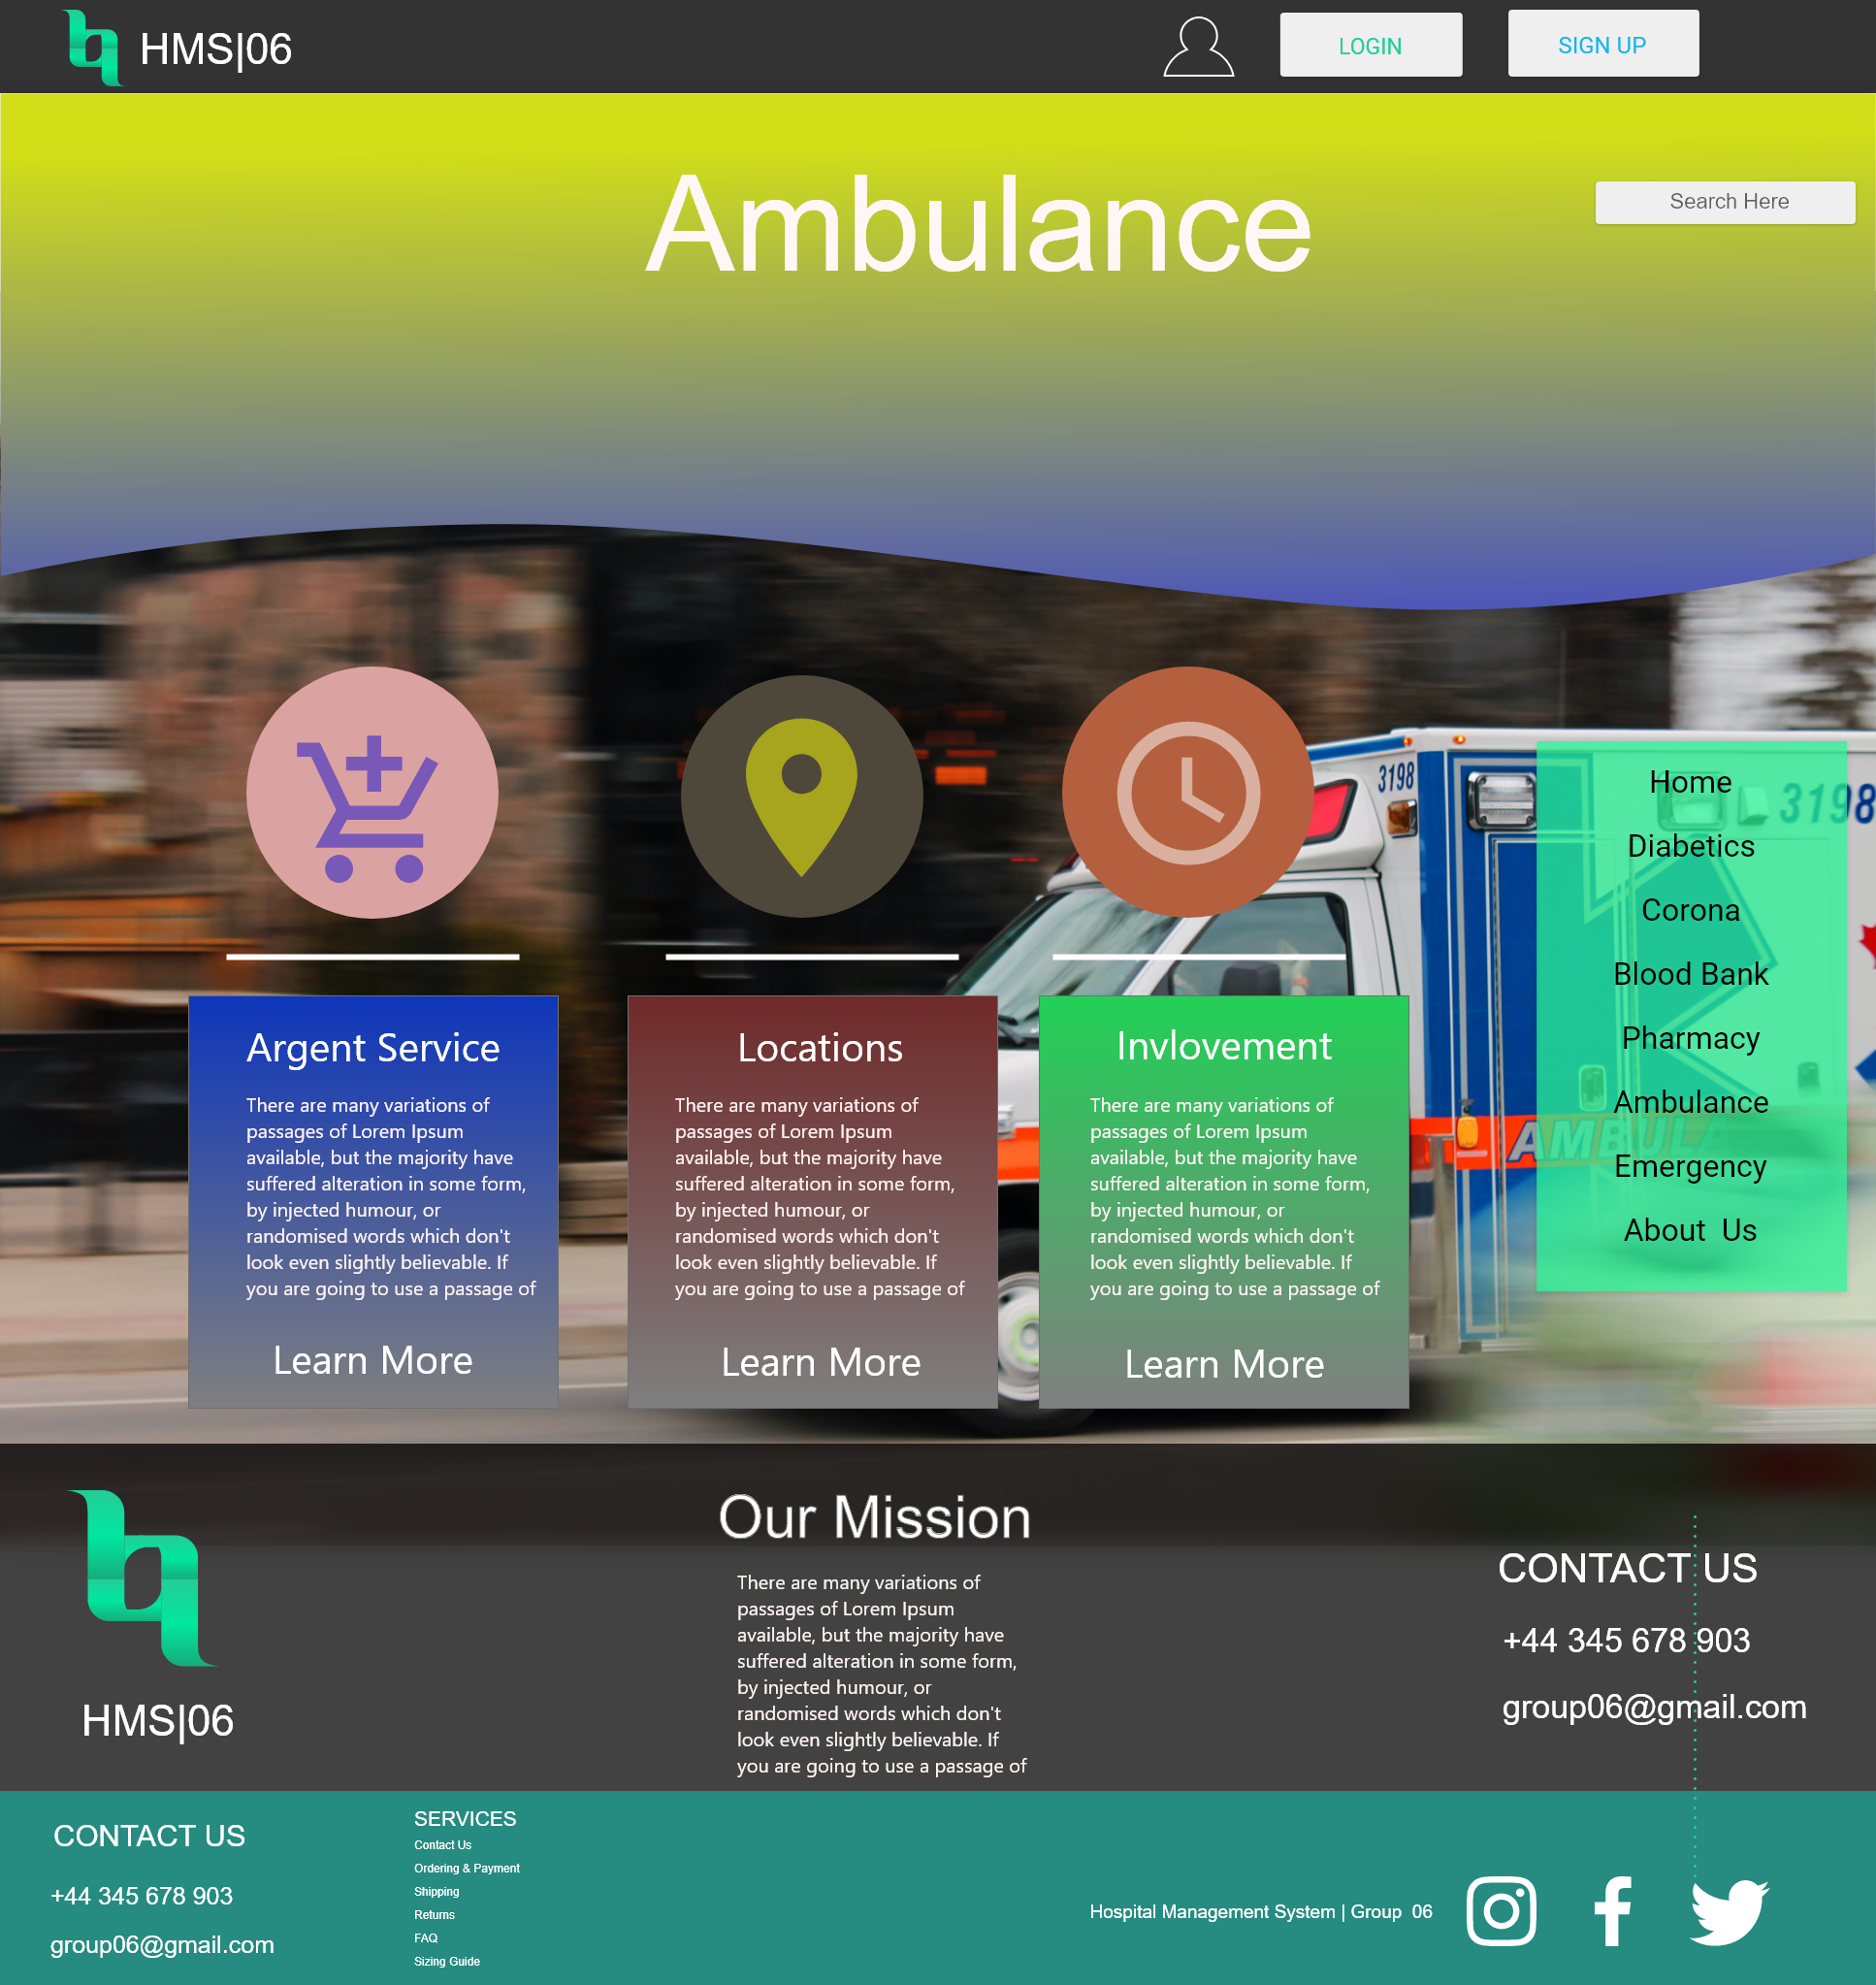 HMS|06
LOGIN
SIGN UP
Ambulance
Search Here
3198
3198
Home
Diabetics
Corona
Blood Bank
Pharmacy
Ambulance
Emergency
About  Us
AMBULA
Argent Service
There are many variations of
passages of Lorem Ipsum
available, but the majority have
suffered alteration in some form,
by injected humour, or
randomised words which don't
look even slightly believable. If
you are going to use a passage of
Learn More
Locations
There are many variations of
passages of Lorem Ipsum
available, but the majority have
suffered alteration in some form,
by injected humour, or
randomised words which don't
look even slightly believable. If
you are going to use a passage of
Learn More
Invlovement
There are many variations of
passages of Lorem Ipsum
available, but the majority have
suffered alteration in some form,
by injected humour, or
randomised words which don't
look even slightly believable. If
you are going to use a passage of
Learn More
HMS|06
Our Mission
There are many variations of
passages of Lorem Ipsum
available, but the majority have
suffered alteration in some form,
by injected humour, or
randomised words which don't
look even slightly believable. If
you are going to use a passage of
CONTACT US
+44 345 678 903
group06@gmail.com
CONTACT US
+44 345 678 903
group06@gmail.com
SERVICES
Contact Us
Ordering & Payment
Shipping
Returns
FAQ
Sizing Guide
Hospital Management System | Group  06